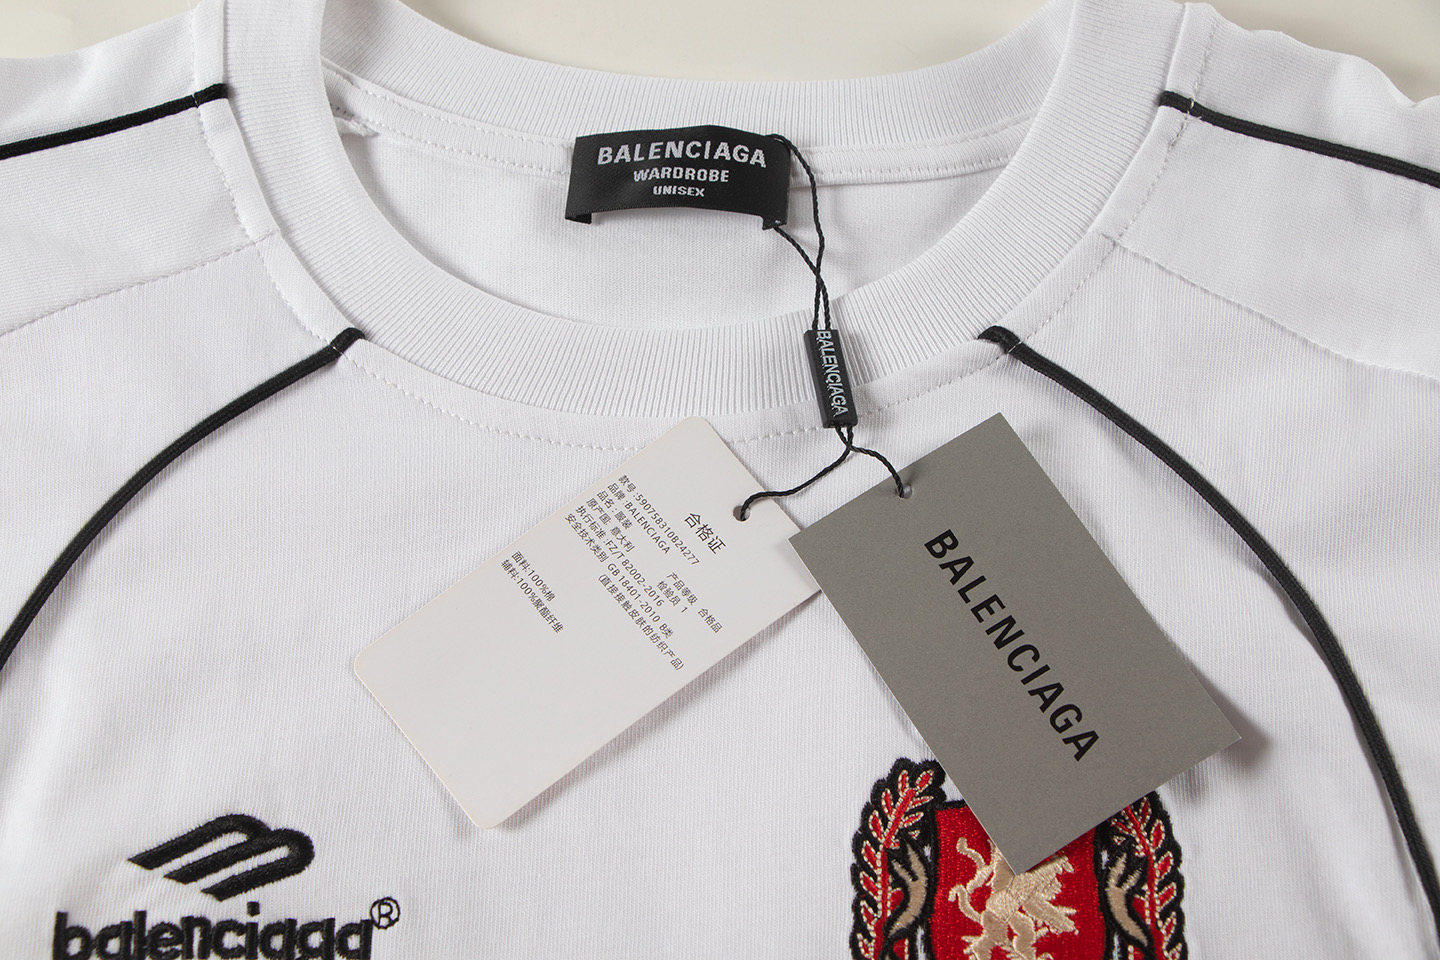 BALENCIAGA
WARDROBE
UNISEX
BALENCIAGA
合格证
款号:590758310B24277
品牌:BALENCIAGA
品名:服装
原产国:意大利
产品等级 合格品
检验员 1
执行标准:FZ/T 82002-2016
安全技术类别 GB 18401-2010 B类
(直接接触皮肤的纺织产品)
面料:100%棉
辅料:100%聚酯纤维
BALENCIAGA
balenciaga®